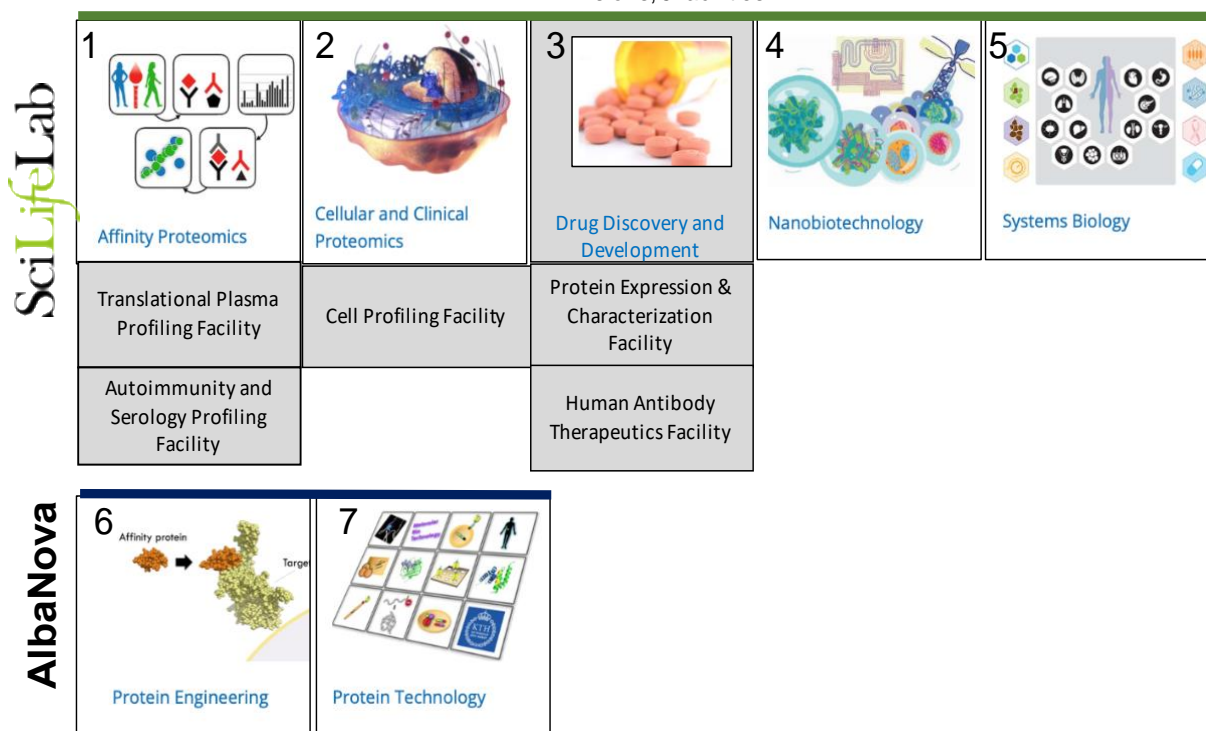 SciLifeLab
1
2
3
4
5
Affinity Proteomics
Cellular and Clinical
Proteomics
Drug Discovery and
Development
Nanobiotechnology
Systems Biology
Translational Plasma
Profiling Facility
Cell Profiling Facility
Protein Expression &
Characterization
Facility
Autoimmunity and
Serology Profiling
Facility
Human Antibody
Therapeutics Facility
AlbaNova
6
Affinity protein
Targe
7
KTH
Protein Engineering
Protein Technology